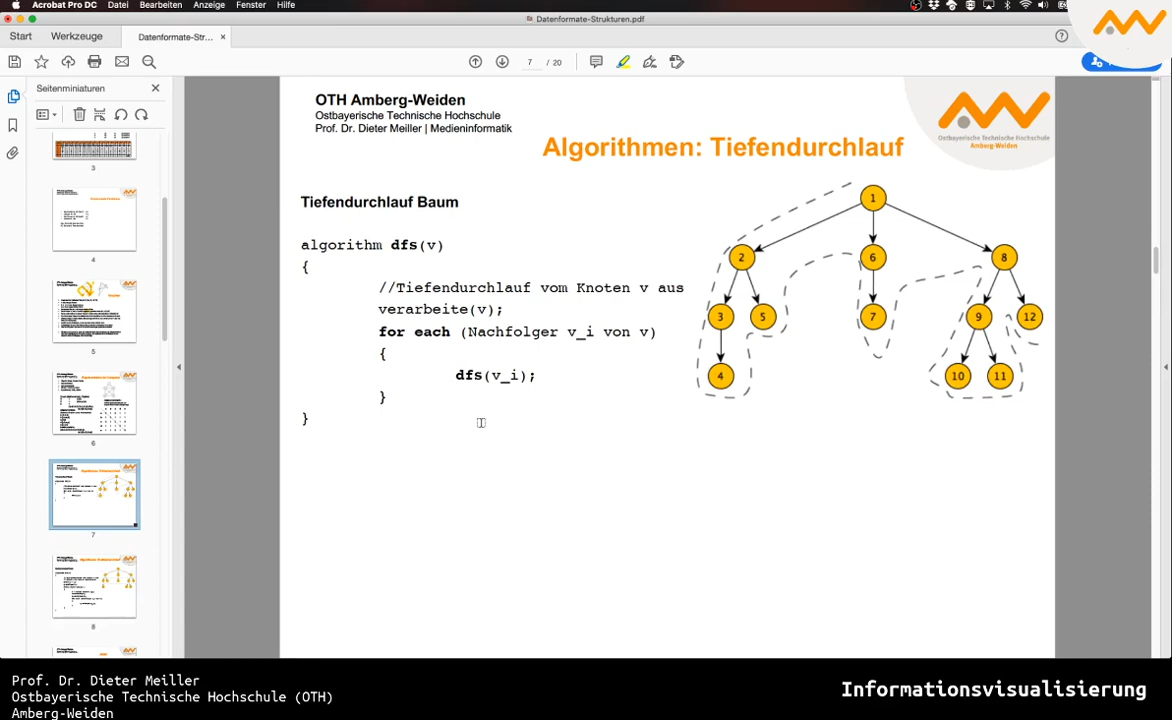 Acrobat Pro DC Datei Bearbeiten Anzeige Fenster Hilfe
Datenformate-Strukturen.pdf
Start Werkzeuge Datenformate-Str... ×
7 / 20
Seitenminiaturen
3
4
5
6
7
8
OTH Amberg-Weiden
Ostbayerische Technische Hochschule
Prof. Dr. Dieter Meiller | Medieninformatik
Ostbayerische Technische Hochschule
Amberg-Weiden
Algorithmen: Tiefendurchlauf
Tiefendurchlauf Baum
algorithm dfs(v)
{
//Tiefendurchlauf vom Knoten v aus
verarbeite(v);
for each (Nachfolger v_i von v)
{
dfs(v_i);
}
}
1
2 6 8
3 5 7 9 12
4 10 11
Prof. Dr. Dieter Meiller
Ostbayerische Technische Hochschule (OTH)
Amberg-Weiden
Informationsvisualisierung